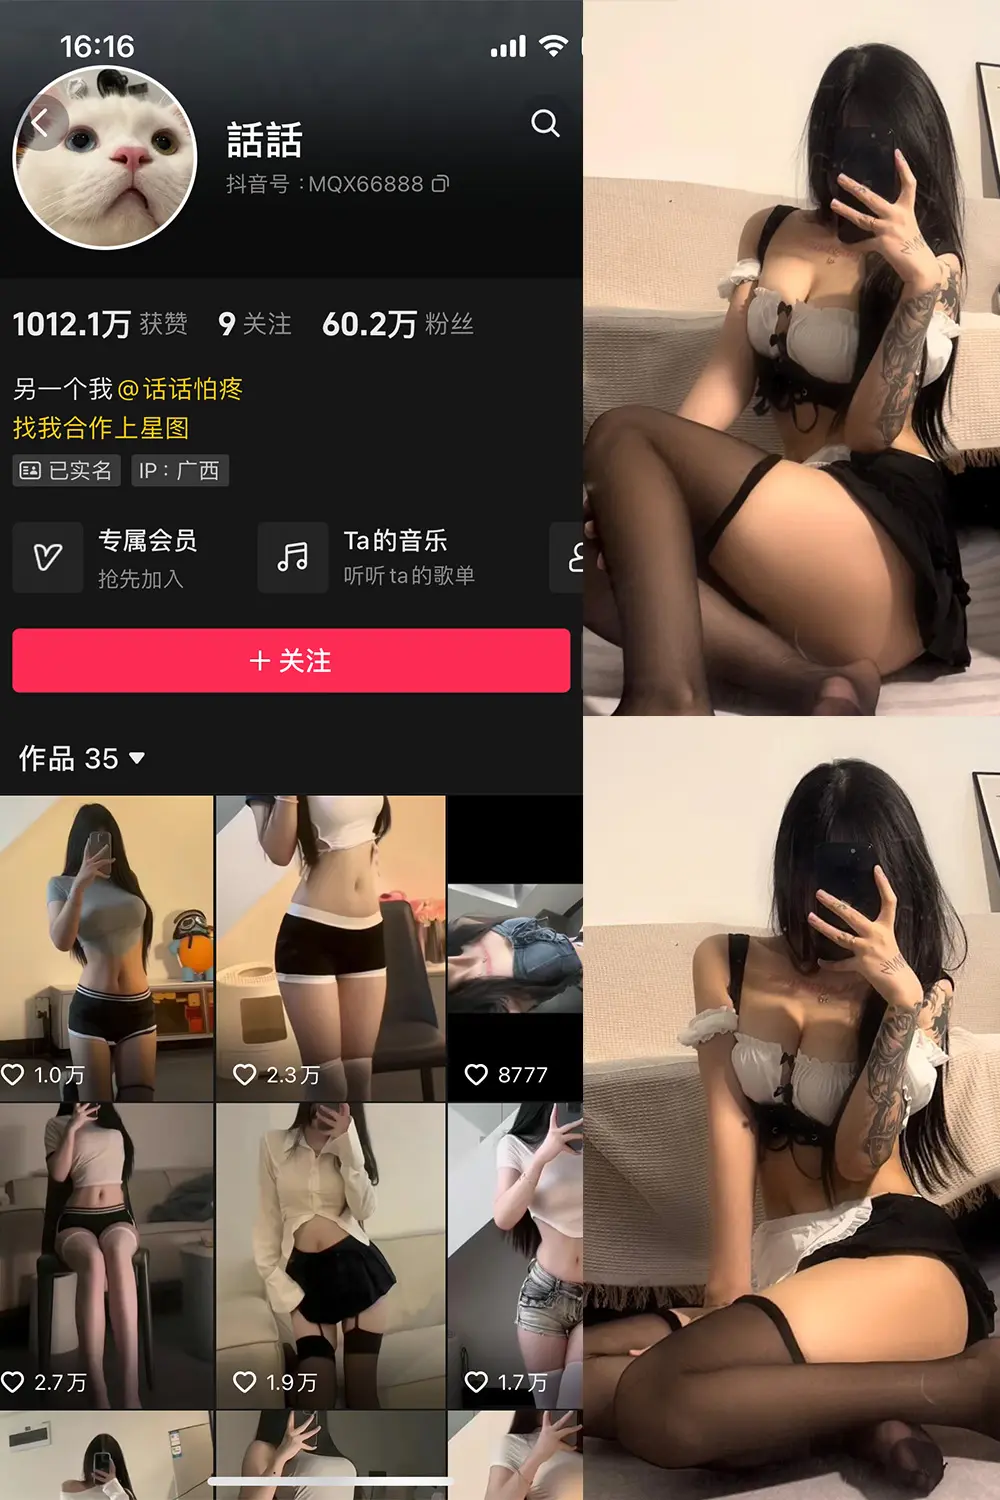 16:16
話話
抖音号：MQX66888
1012.1万 获赞 9 关注 60.2万 粉丝
另一个我@话话怕疼
找我合作上星图
已实名 IP：广西
专属会员 Ta的音乐
抢先加入 听听ta的歌单
+ 关注
作品 35
1.0万 2.3万 8777
2.7万 1.9万 1.7万